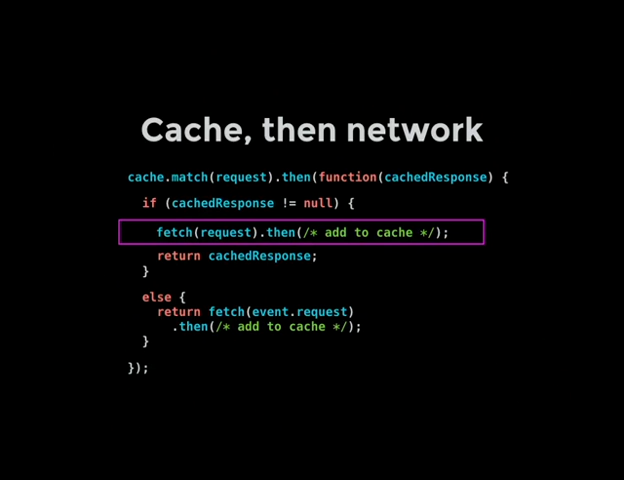 Cache, then network
cache.match(request).then(function(cachedResponse) {
if (cachedResponse != null) {
fetch(request).then(/* add to cache */);
return cachedResponse;
}
else {
return fetch(event.request)
.then(/* add to cache */);
}
});